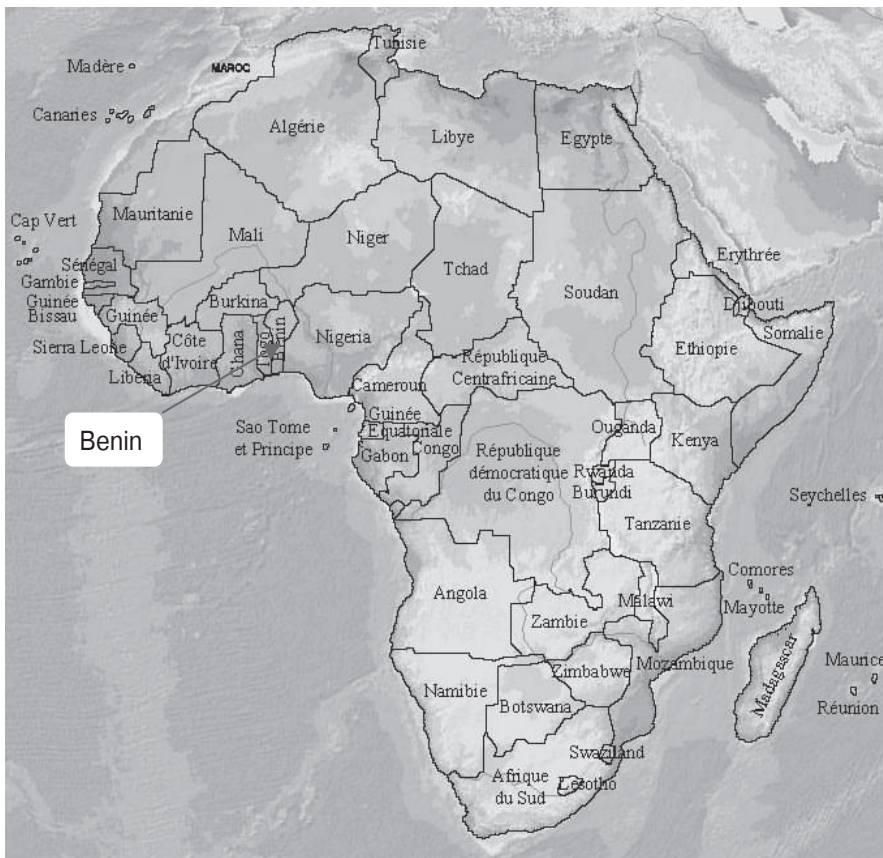 Tunisie
Madère
MAROC
Canaries
Algérie
Libye
Egypte
Mauritanie
Cap Vert
Mali
Niger
Tchad
Erythrée
Sénégal
Gambie
Soudan
Guinée
Bissau
Guinée
Burkina
Djibouti
Sierra Leone
Côte
d'Ivoire
Ghana
Togo
Benin
Nigeria
Ethiopie
Somalie
Liberia
République
Centrafricaine
Cameroun
Benin
Sao Tome
et Principe
Guinée
Equatoriale
Gabon
Congo
République
démocratique
du Congo
Ouganda
Kenya
Rwanda
Burundi
Seychelles
Tanzanie
Comores
Mayotte
Angola
Malawi
Zambie
Mozambique
Zimbabwe
Madagascar
Maurice
Réunion
Namibie
Botswana
Swaziland
Afrique
du Sud
Lesotho